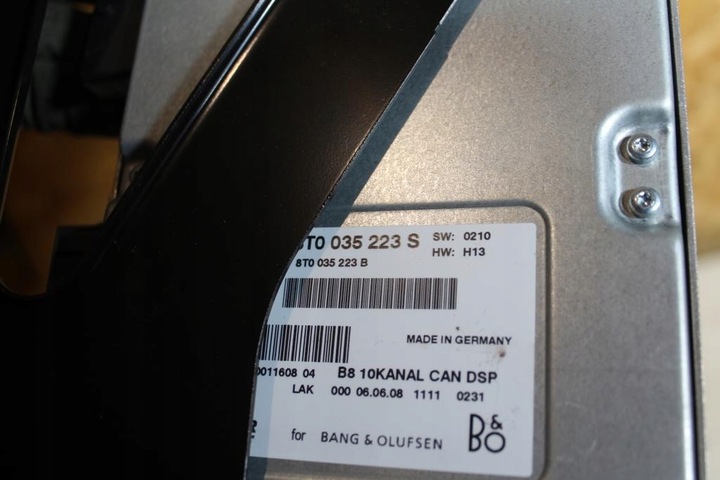 8T0 035 223 S SW: 0210
8T0 035 223 B HW: H13
MADE IN GERMANY
0011608 04 B8 10KANAL CAN DSP
LAK 000 06.06.08 1111 0231
for BANG & OLUFSEN B&O